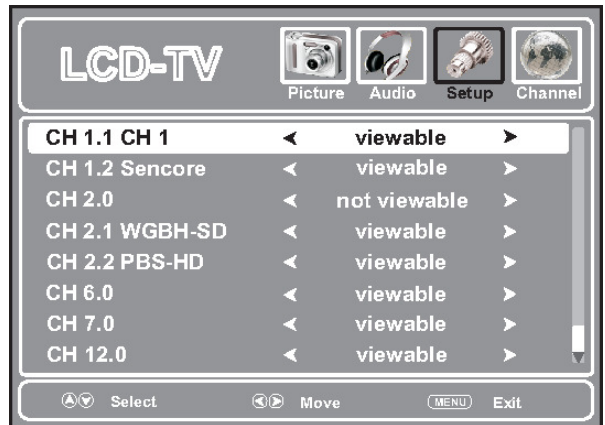 LCD-TV
Picture Audio Setup Channel
CH 1.1 CH 1 viewable
CH 1.2 Sencore viewable
CH 2.0 not viewable
CH 2.1 WGBH-SD viewable
CH 2.2 PBS-HD viewable
CH 6.0 viewable
CH 7.0 viewable
CH 12.0 viewable
Select Move MENU Exit